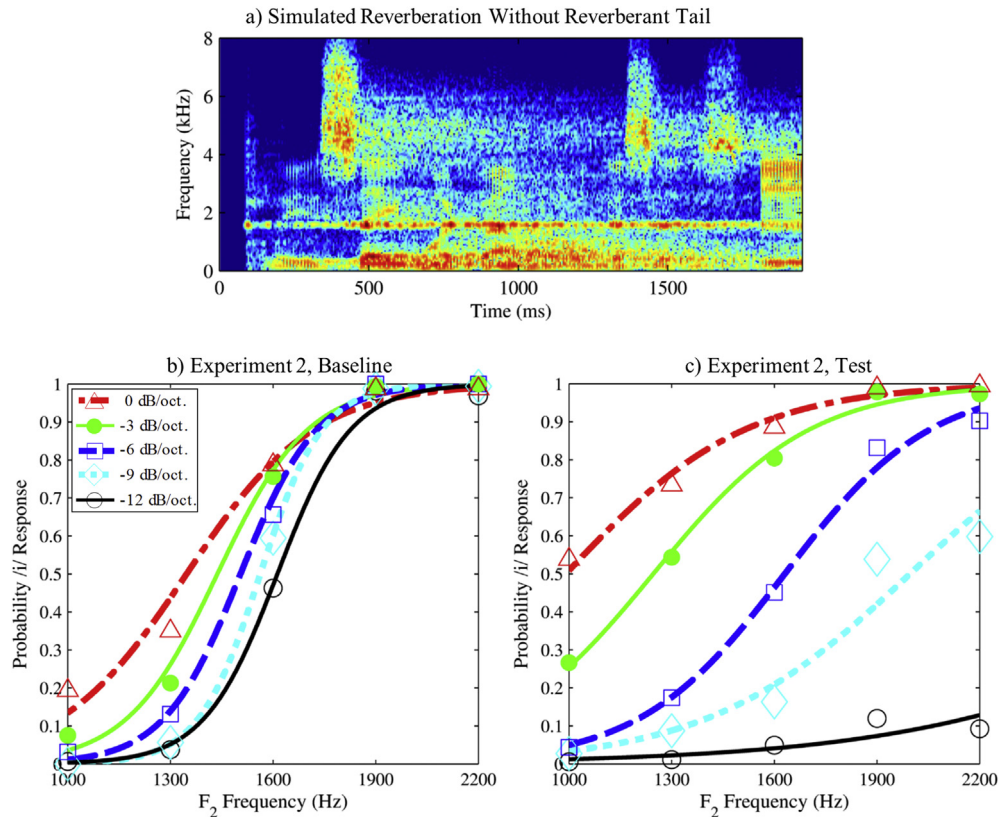 a) Simulated Reverberation Without Reverberant Tail
8
6
4
2
0
Frequency (kHz)
0 500 1000 1500
Time (ms)
b) Experiment 2, Baseline
1
0.9
0.8
0.7
0.6
0.5
0.4
0.3
0.2
0.1
0
Probability /i/ Response
0 dB/oct.
-3 dB/oct.
-6 dB/oct.
-9 dB/oct.
-12 dB/oct.
1000 1300 1600 1900 2200
F₂ Frequency (Hz)
c) Experiment 2, Test
1
0.9
0.8
0.7
0.6
0.5
0.4
0.3
0.2
0.1
0
Probability /i/ Response
1000 1300 1600 1900 2200
F₂ Frequency (Hz)